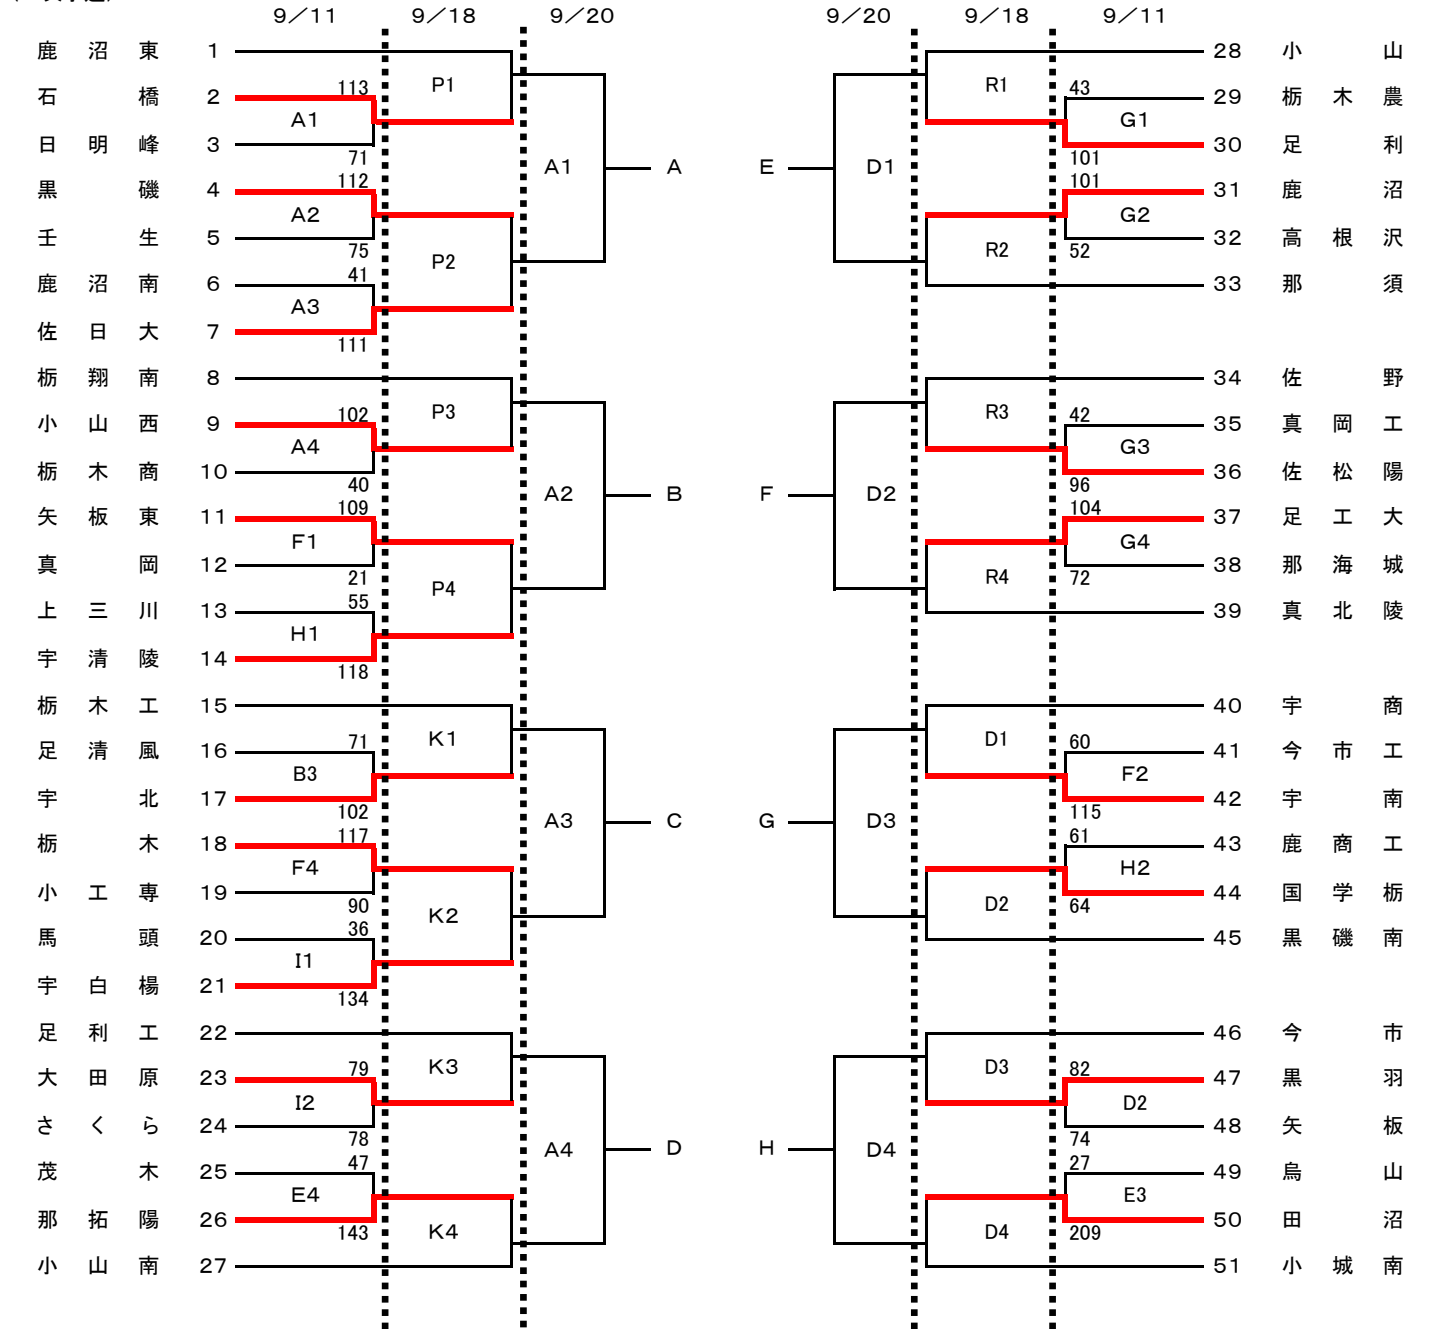 9／11 9／18 9／20 9／20 9／18 9／11
鹿沼東 1 28 小山
P1 R1
石橋 2 113 43 29 栃木農
A1 G1
日明峰 3 71 101 30 足利
A1 A E D1
黒磯 4 112 101 31 鹿沼
A2 G2
壬生 5 75 52 32 高根沢
P2 R2
鹿沼南 6 41 33 那須
A3
佐日大 7 111
栃翔南 8 34 佐野
P3 R3
小山西 9 102 42 35 真岡工
A4 G3
栃木商 10 40 96 36 佐松陽
A2 B F D2
矢板東 11 109 104 37 足工大
F1 G4
真岡 12 21 72 38 那海城
P4 R4
上三川 13 55 39 真北陵
H1
宇清陵 14 118
栃木工 15 40 宇商
K1 D1
足清風 16 71 60 41 今市工
B3 F2
宇北 17 102 115 42 宇南
A3 C G D3
栃木 18 117 61 43 鹿商工
F4 H2
小工専 19 90 64 44 国学栃
K2 D2
馬頭 20 36 45 黒磯南
I1
宇白楊 21 134
足利工 22 46 今市
K3 D3
大田原 23 79 82 47 黒羽
I2 D2
さくら 24 78 74 48 矢板
A4 D H D4
茂木 25 47 27 49 烏山
E4 E3
那拓陽 26 143 209 50 田沼
K4 D4
小山南 27 51 小城南